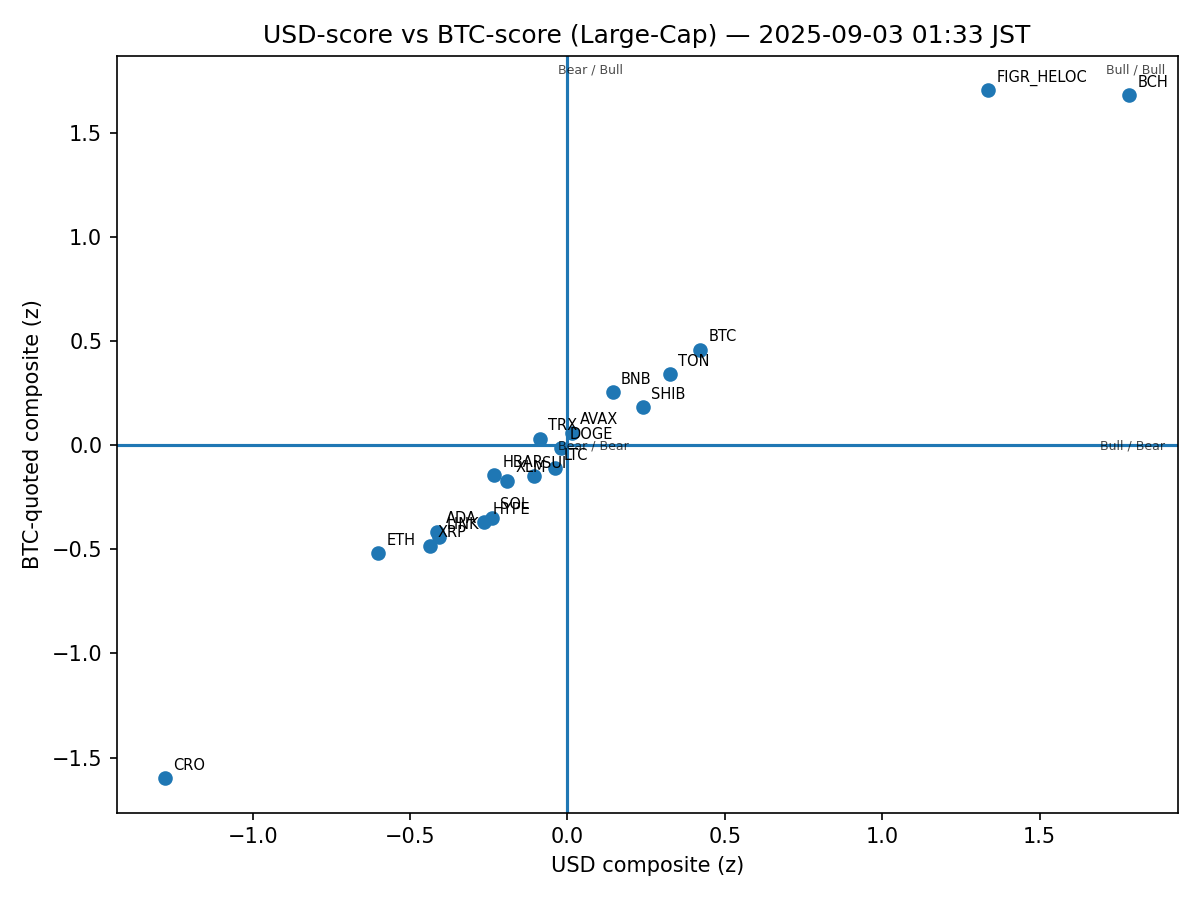 USD-score vs BTC-score (Large-Cap) — 2025-09-03 01:33 JST
Bear / Bull
Bull / Bull
FIGR_HELOC
BCH
1.5
1.0
0.5
BTC
TON
BNB
SHIB
AVAX
TRX
DOGE
0.0
Bear / Bear
Bull / Bear
LTC
HBAR
SUI
XLM
SOL
HYPE
ADA
LINK
XRP
ETH
−0.5
−1.0
−1.5
CRO
−1.0
−0.5
0.0
0.5
1.0
1.5
USD composite (z)
BTC-quoted composite (z)